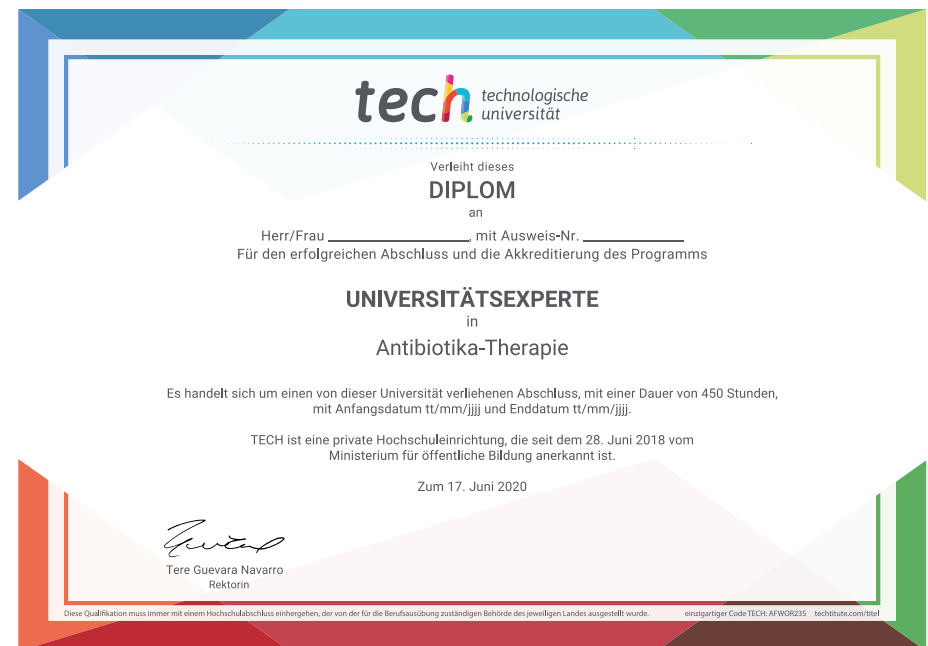 tech technologische
universität
Verleiht dieses
DIPLOM
an
Herr/Frau ________________, mit Ausweis-Nr. ____________
Für den erfolgreichen Abschluss und die Akkreditierung des Programms
UNIVERSITÄTSEXPERTE
in
Antibiotika-Therapie
Es handelt sich um einen von dieser Universität verliehenen Abschluss, mit einer Dauer von 450 Stunden,
mit Anfangsdatum tt/mm/jjjj und Enddatum tt/mm/jjjj.
TECH ist eine private Hochschuleinrichtung, die seit dem 28. Juni 2018 vom
Ministerium für öffentliche Bildung anerkannt ist.
Zum 17. Juni 2020
Tere Guevara Navarro
Rektorin
Diese Qualifikation muss immer mit einem Hochschulabschluss einhergehen, der von der für die Berufsausübung zuständigen Behörde des jeweiligen Landes ausgestellt wurde. einzigartiger Code TECH: AFWOR23S techtitute.com/titel